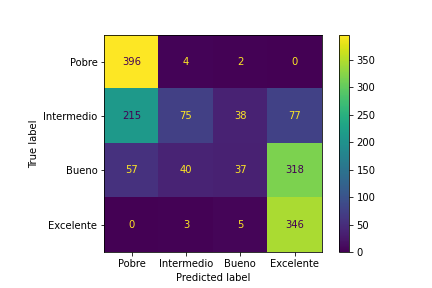 Pobre 396 4 2 0
Intermedio 215 75 38 77
Bueno 57 40 37 318
Excelente 0 3 5 346
Pobre Intermedio Bueno Excelente
Predicted label
True label
350
300
250
200
150
100
50
0